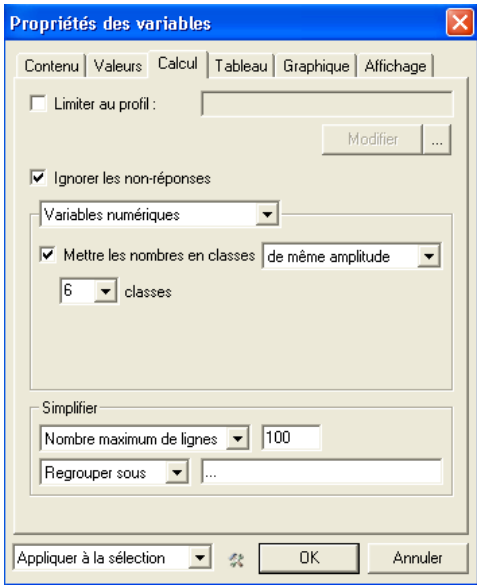 Propriétés des variables
Contenu Valeurs Calcul Tableau Graphique Affichage
Limiter au profil :
Modifier ...
Ignorer les non-réponses
Variables numériques
Mettre les nombres en classes de même amplitude
6 classes
Simplifier
Nombre maximum de lignes 100
Regrouper sous ...
Appliquer à la sélection OK Annuler